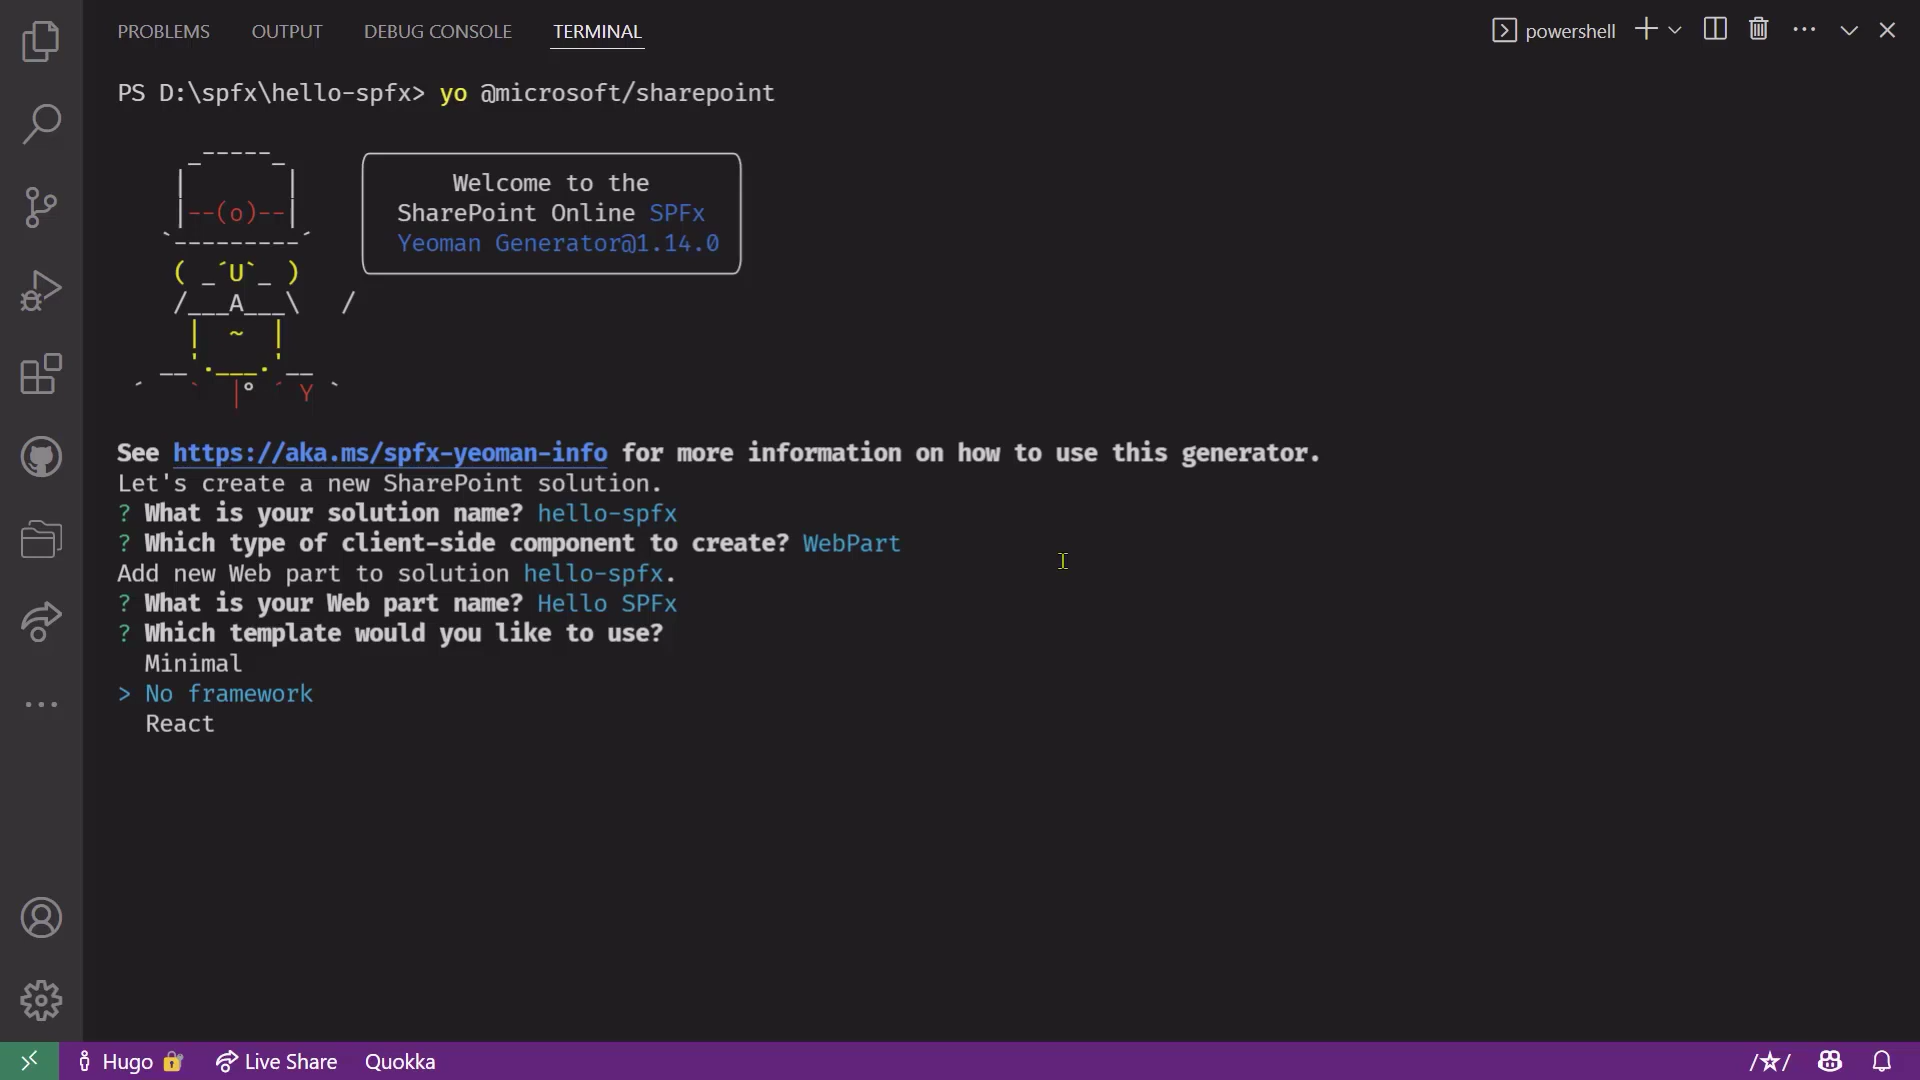 PROBLEMS OUTPUT DEBUG CONSOLE TERMINAL powershell
PS D:\spfx\hello-spfx> yo @microsoft/sharepoint
Welcome to the
SharePoint Online SPFx
Yeoman Generator@1.14.0
See https://aka.ms/spfx-yeoman-info for more information on how to use this generator.
Let's create a new SharePoint solution.
? What is your solution name? hello-spfx
? Which type of client-side component to create? WebPart
Add new Web part to solution hello-spfx.
? What is your Web part name? Hello SPFx
? Which template would you like to use?
Minimal
> No framework
React
Hugo Live Share Quokka